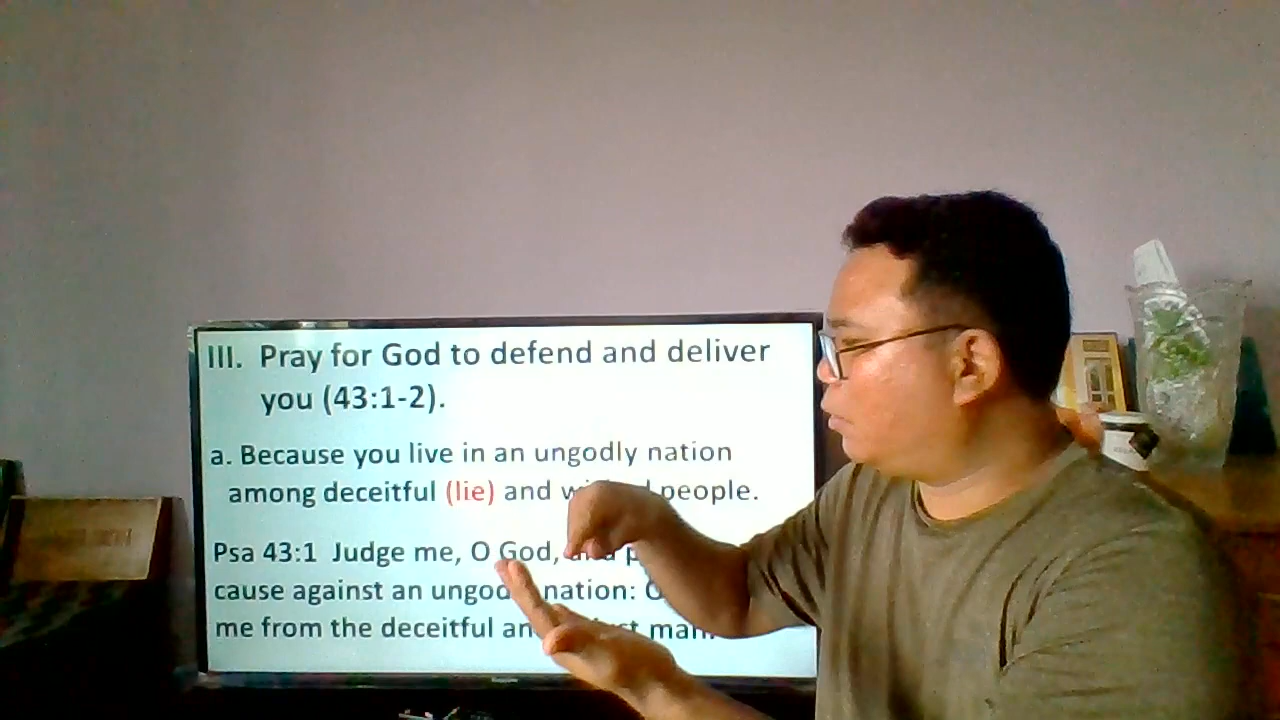 III. Pray for God to defend and deliver
you (43:1-2).
a. Because you live in an ungodly nation
among deceitful (lie) and people.
Psa 43:1 Judge me, O God,
cause against an nation:
me from the deceitful man.